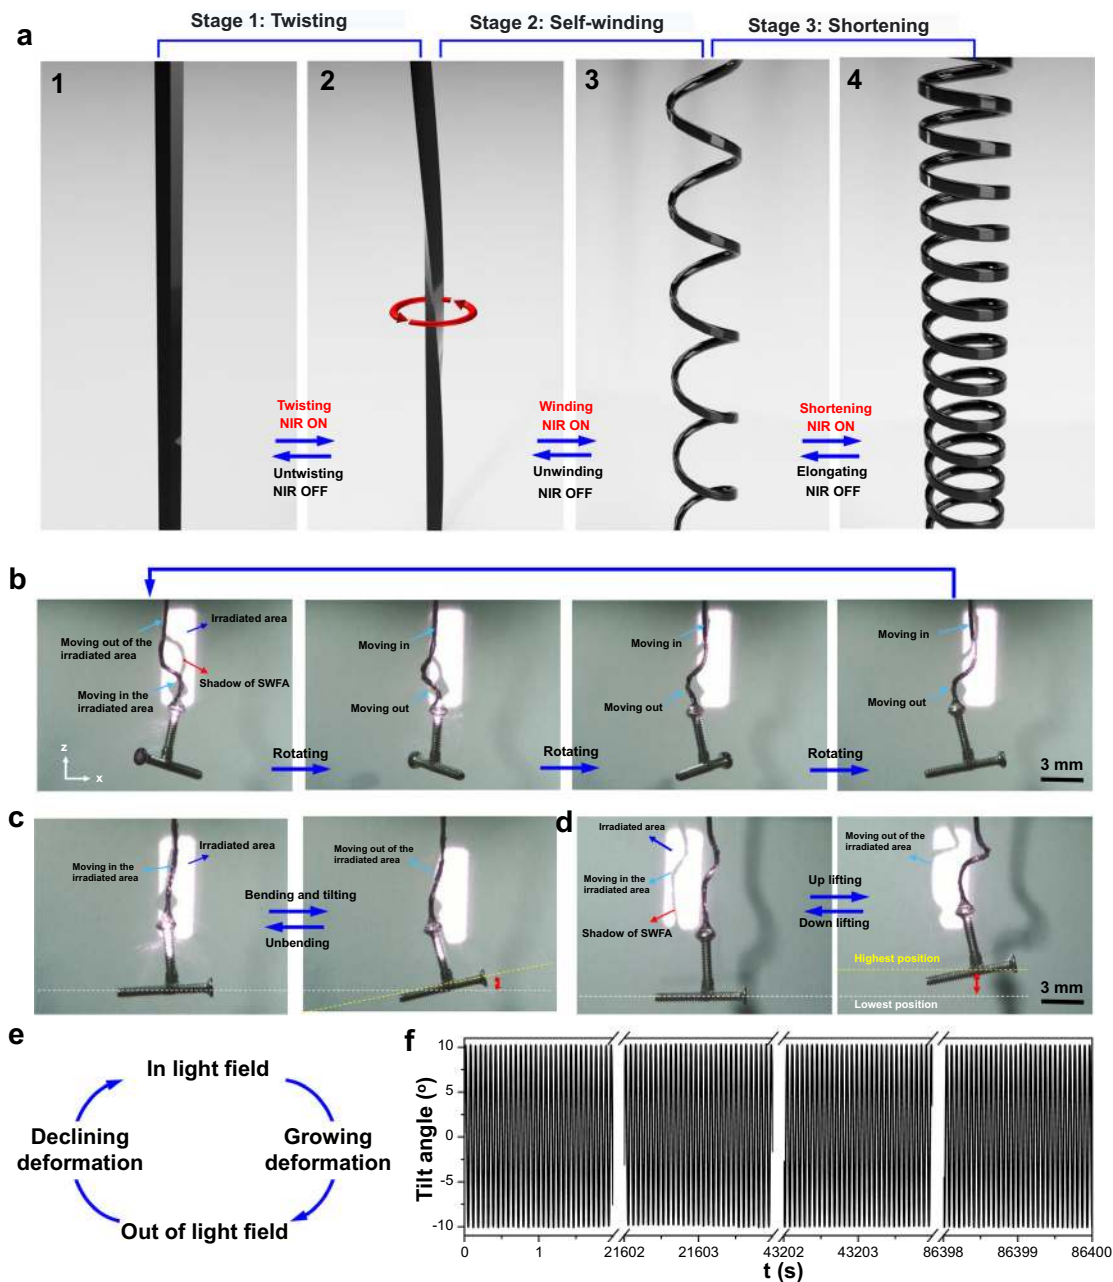 a
Stage 1: Twisting
Stage 2: Self-winding
Stage 3: Shortening
1
2
3
4
Twisting
NIR ON
Untwisting
NIR OFF
Winding
NIR ON
Unwinding
NIR OFF
Shortening
NIR ON
Elongating
NIR OFF
b
Moving out of the
irradiated area
Irradiated area
Shadow of SWFA
Moving in the
irradiated area
z
x
Rotating
Moving in
Moving out
Rotating
Moving in
Moving out
Rotating
Moving in
Moving out
3 mm
c
Irradiated area
Moving in the
irradiated area
Bending and tilting
Unbending
Moving out of the
irradiated area
d
Irradiated area
Moving in the
irradiated area
Shadow of SWFA
Up lifting
Down lifting
Moving out of the
irradiated area
Highest position
Lowest position
3 mm
e
In light field
Declining
deformation
Growing
deformation
Out of light field
f
Tilt angle (º)
10
5
0
-5
-10
0
1
21602
21603
43202
43203
86398
86399
86400
t (s)